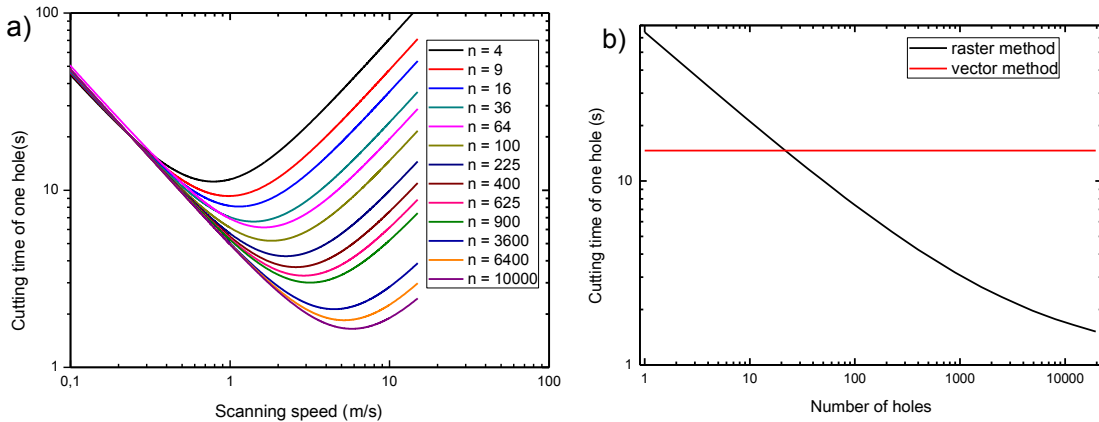 a)
Cutting time of one hole(s)
100
10
1
0,1
1
10
100
Scanning speed (m/s)
n = 4
n = 9
n = 16
n = 36
n = 64
n = 100
n = 225
n = 400
n = 625
n = 900
n = 3600
n = 6400
n = 10000
b)
Cutting time of one hole (s)
10
1
1
10
100
1000
10000
Number of holes
raster method
vector method